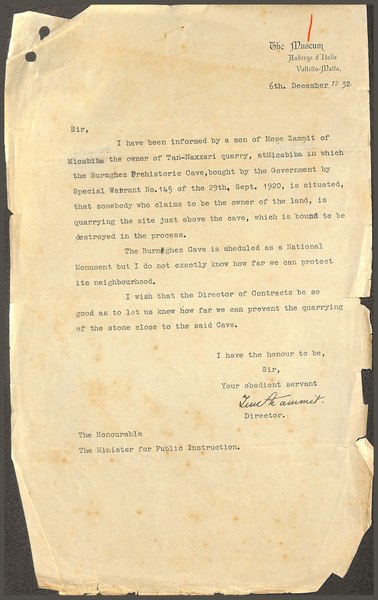 The Museum
Auberge d'Italie
Valletta-Malta,
6th. December 1932.
Sir,
I have been informed by a son of Mose Zammit of
Micabiba the owner of Tan-Naxxari quarry, atMicabiba in which
the Burmghez Prehistoric Cave,bought by the Government by
Special Warrant No.145 of the 29th. Sept. 1920, is situated,
that somebody who claims to be the owner of the land, is
quarrying the site just above the cave, which is bound to be
destroyed in the process.
The Burmeghez Cave is sheduled as a National
Monument but I do not exactly know how far we can protect
its neighbourhood.
I wish that the Director of Contracts be so
good as to let us know how far we can prevent the quarrying
of the stone close to the said Cave.
I have the honour to be,
Sir,
Your obedient servant
Zammit.
Director.
The Honourable
The Minister for Public Instruction.